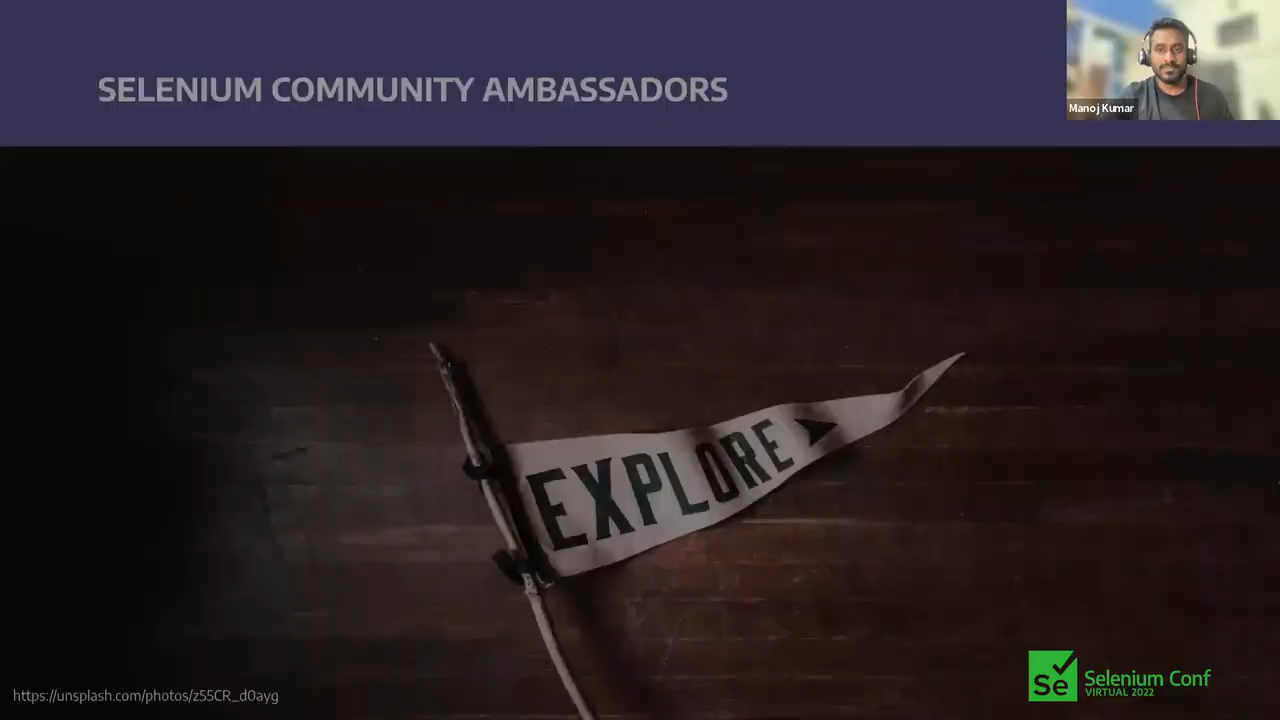 SELENIUM COMMUNITY AMBASSADORS
Manoj Kumar
EXPLORE
https://unsplash.com/photos/z55CR_d0ayg
Se
Selenium Conf
VIRTUAL 2022